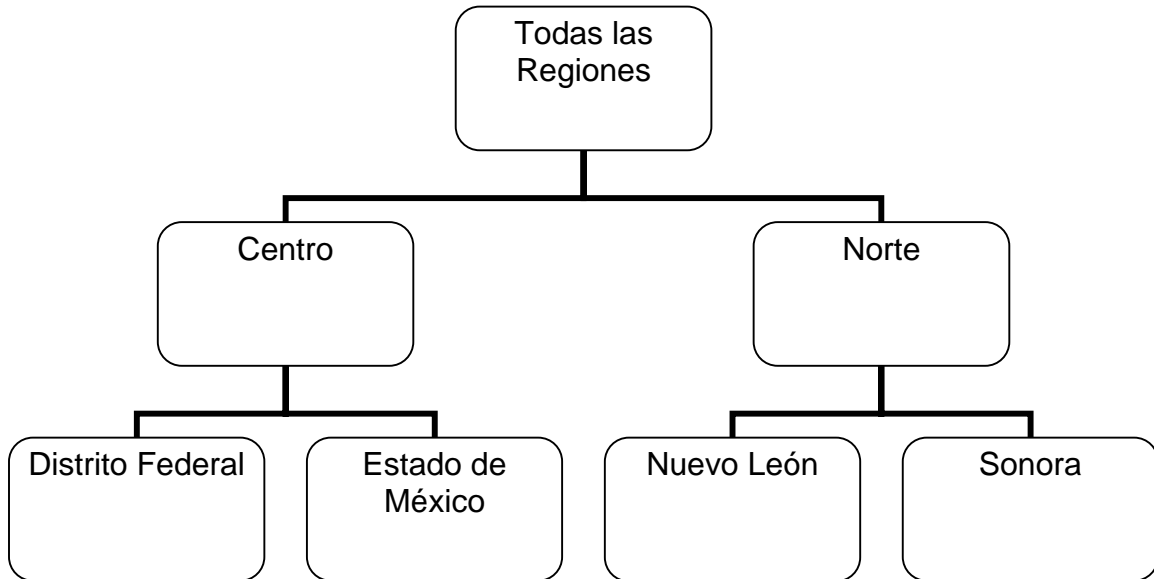 Todas las
Regiones
Centro
Norte
Distrito Federal
Estado de
México
Nuevo León
Sonora